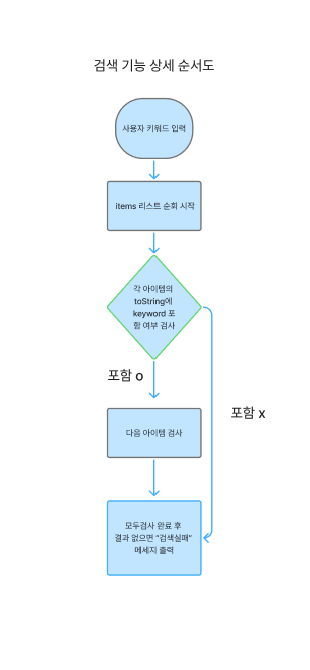 검색 기능 상세 순서도
사용자 키워드 입력
items 리스트 순회 시작
각 아이템의
toString에
keyword 포
함 여부 검사
포함 o
포함 x
다음 아이템 검사
모두검사 완료 후
결과 없으면 "검색실패"
메세지 출력